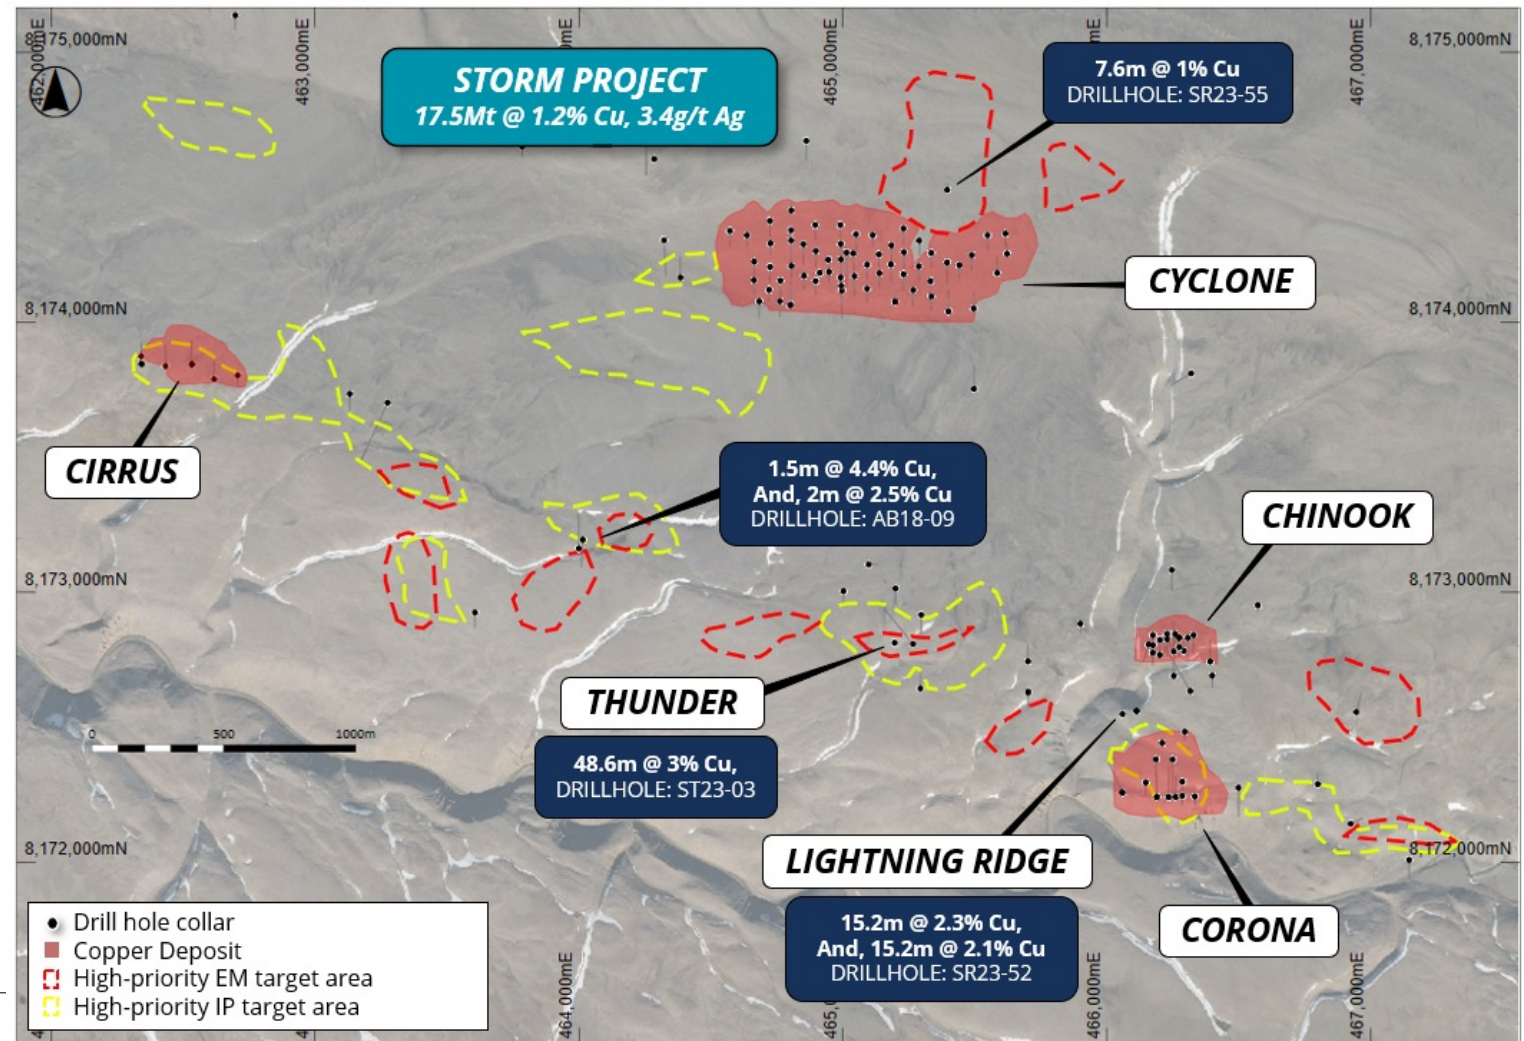 8,175,000mN
8,175,000mN
462,000mE
463,000mE
mE
465,000mE
mE
467,000mE
STORM PROJECT
17.5Mt @ 1.2% Cu, 3.4g/t Ag
7.6m @ 1% Cu
DRILLHOLE: SR23-55
CYCLONE
8,174,000mN
8,174,000mN
CIRRUS
1.5m @ 4.4% Cu,
And, 2m @ 2.5% Cu
DRILLHOLE: AB18-09
CHINOOK
8,173,000mN
8,173,000mN
THUNDER
48.6m @ 3% Cu,
DRILLHOLE: ST23-03
0 500 1000m
8,172,000mN
8,172,000mN
LIGHTNING RIDGE
15.2m @ 2.3% Cu,
And, 15.2m @ 2.1% Cu
DRILLHOLE: SR23-52
CORONA
Drill hole collar
Copper Deposit
High-priority EM target area
High-priority IP target area
464,000mE
466,000mE
467,000mE